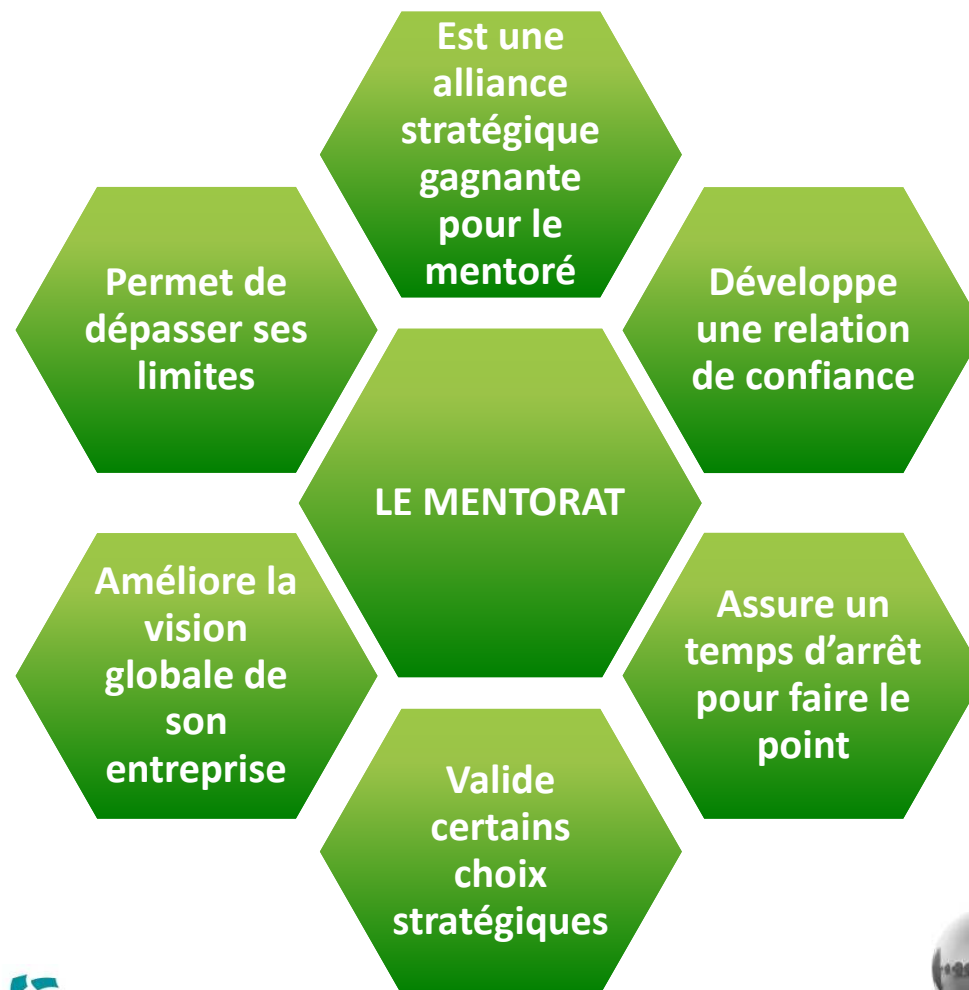 Est une
alliance
stratégique
gagnante
pour le
mentoré
Permet de
dépasser ses
limites
Développe
une relation
de confiance
LE MENTORAT
Améliore la
vision
globale de
son
entreprise
Assure un
temps d’arrêt
pour faire le
point
Valide
certains
choix
stratégiques